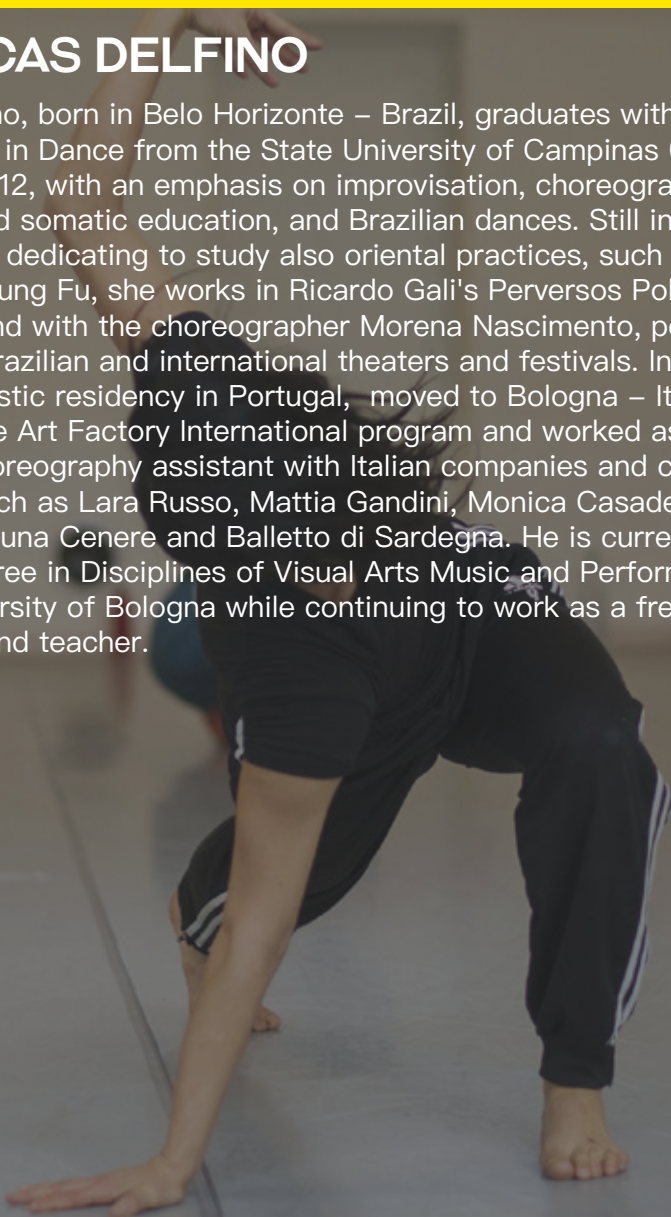 CAS DELFINO
no, born in Belo Horizonte – Brazil, graduates with
in Dance from the State University of Campinas (
12, with an emphasis on improvisation, choreogra
d somatic education, and Brazilian dances. Still in
dedicating to study also oriental practices, such
ung Fu, she works in Ricardo Gali's Perversos Pol
nd with the choreographer Morena Nascimento, pe
razilian and international theaters and festivals. In
stic residency in Portugal,  moved to Bologna – It
e Art Factory International program and worked as
oreography assistant with Italian companies and c
ch as Lara Russo, Mattia Gandini, Monica Casade
una Cenere and Balletto di Sardegna. He is curre
ree in Disciplines of Visual Arts Music and Perform
rsity of Bologna while continuing to work as a fre
nd teacher.